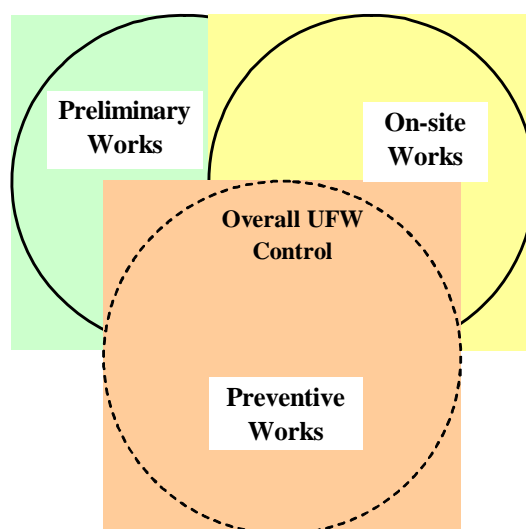 Preliminary
Works
On-site
Works
Overall UFW
Control
Preventive
Works